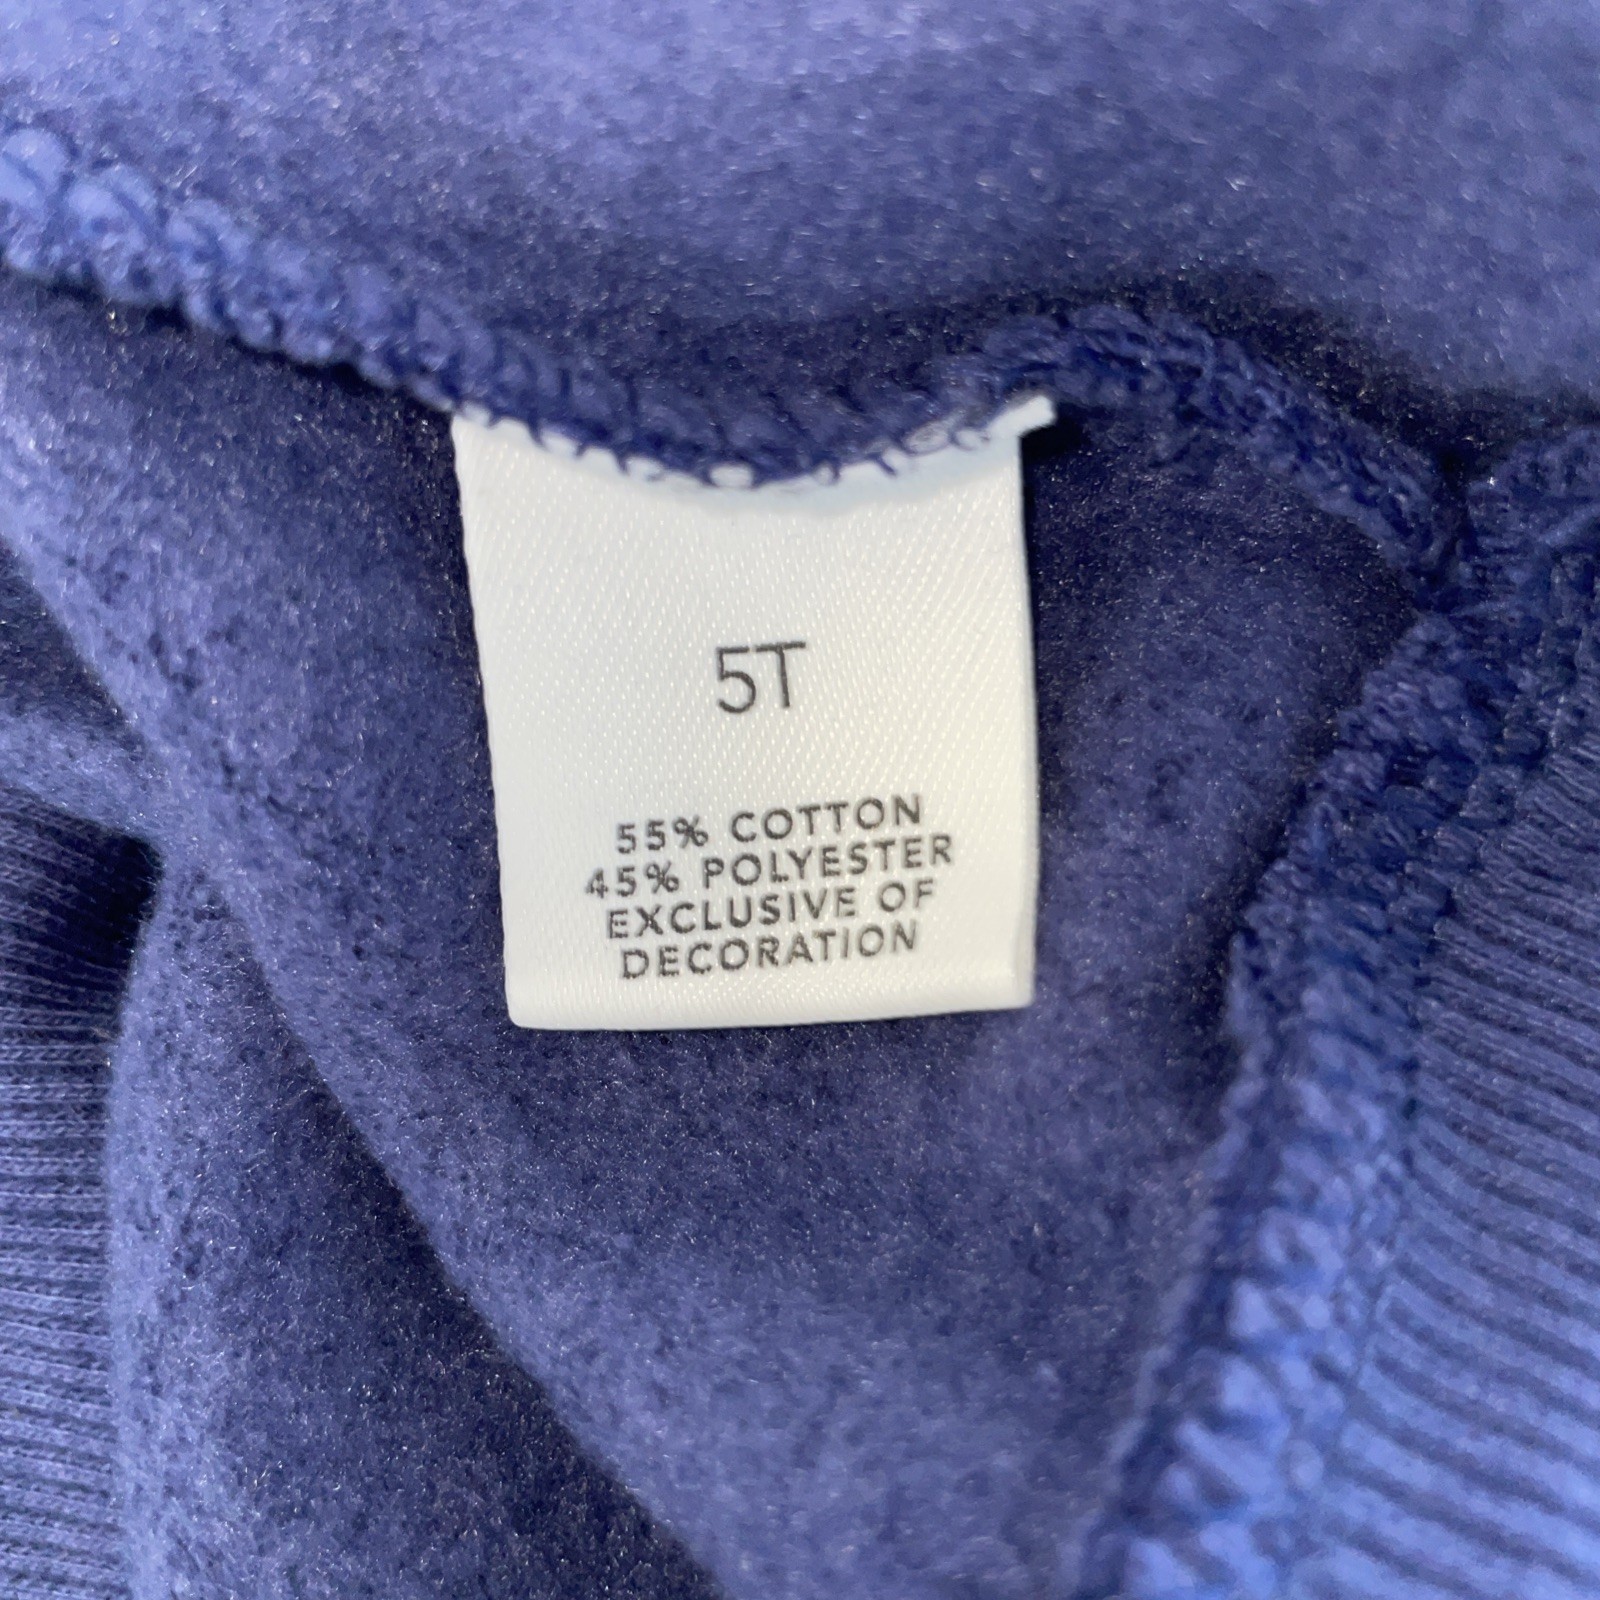 5T
55% COTTON
45% POLYESTER
EXCLUSIVE OF
DECORATION